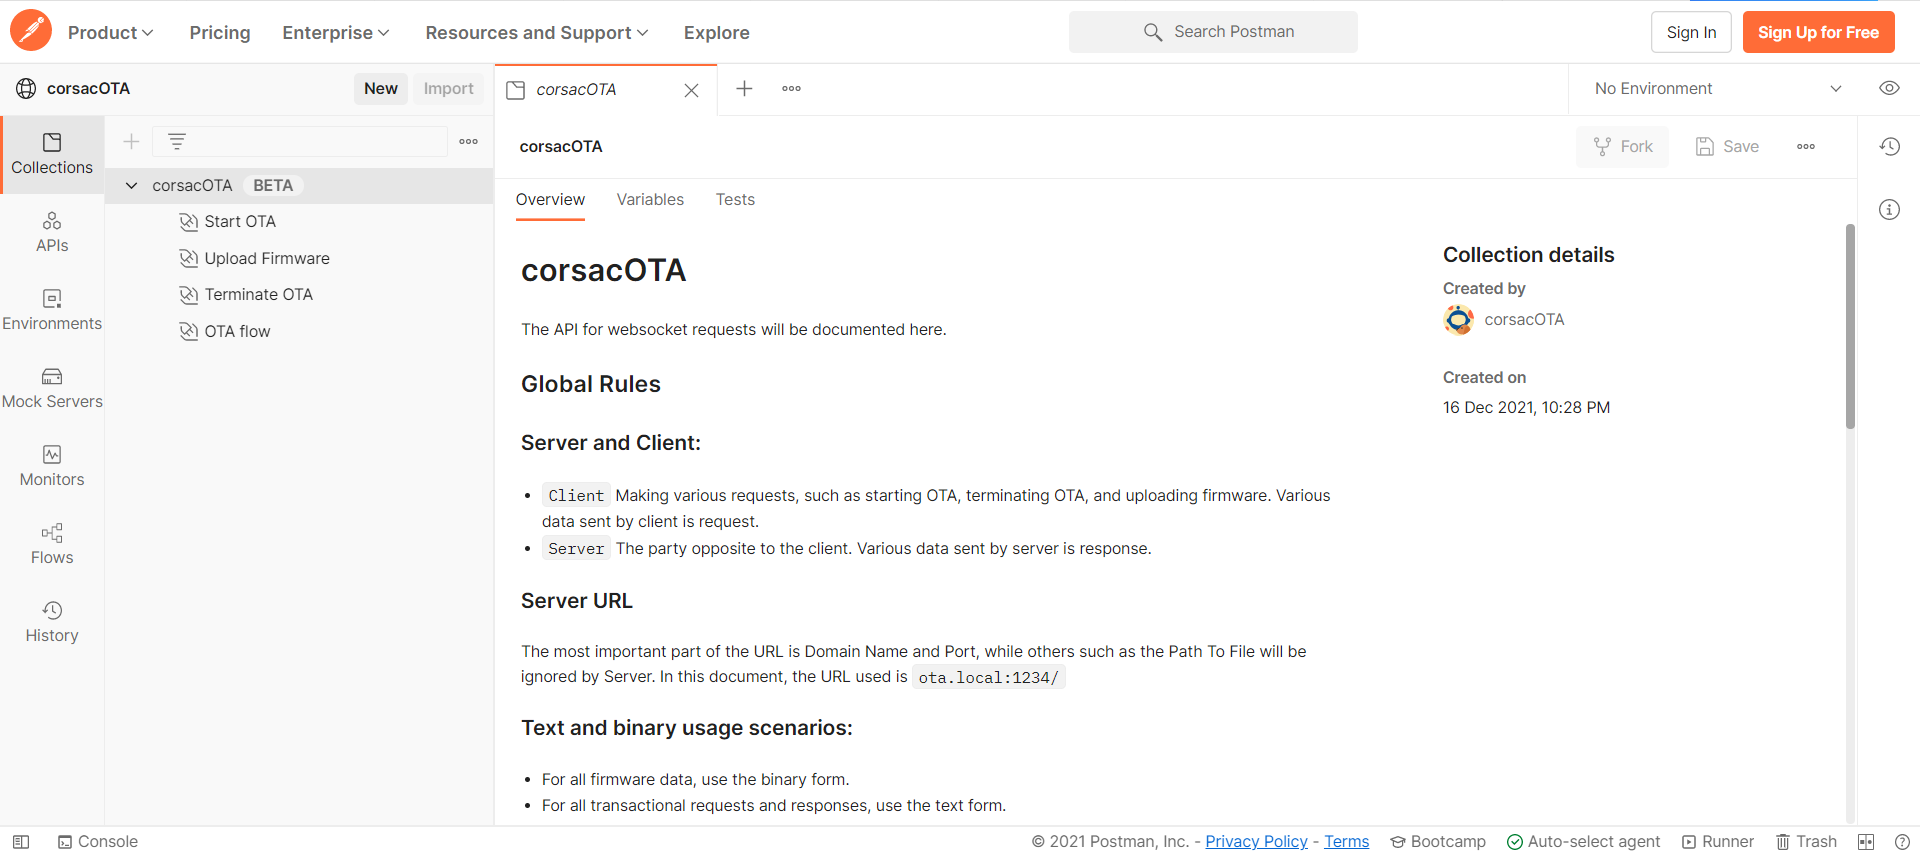 Product Pricing Enterprise Resources and Support Explore Search Postman Sign In Sign Up for Free
corsacOTA New Import
corsacOTA
No Environment
Collections
APIs
Environments
Mock Servers
Monitors
Flows
History
corsacOTA BETA
Start OTA
Upload Firmware
Terminate OTA
OTA flow
corsacOTA Fork Save
Overview Variables Tests
corsacOTA
The API for websocket requests will be documented here.
Global Rules
Server and Client:
• Client Making various requests, such as starting OTA, terminating OTA, and uploading firmware. Various
data sent by client is request.
• Server The party opposite to the client. Various data sent by server is response.
Server URL
The most important part of the URL is Domain Name and Port, while others such as the Path To File will be
ignored by Server. In this document, the URL used is ota.local:1234/
Text and binary usage scenarios:
• For all firmware data, use the binary form.
• For all transactional requests and responses, use the text form.
Collection details
Created by
corsacOTA
Created on
16 Dec 2021, 10:28 PM
Console © 2021 Postman, Inc. - Privacy Policy - Terms Bootcamp Auto-select agent Runner Trash